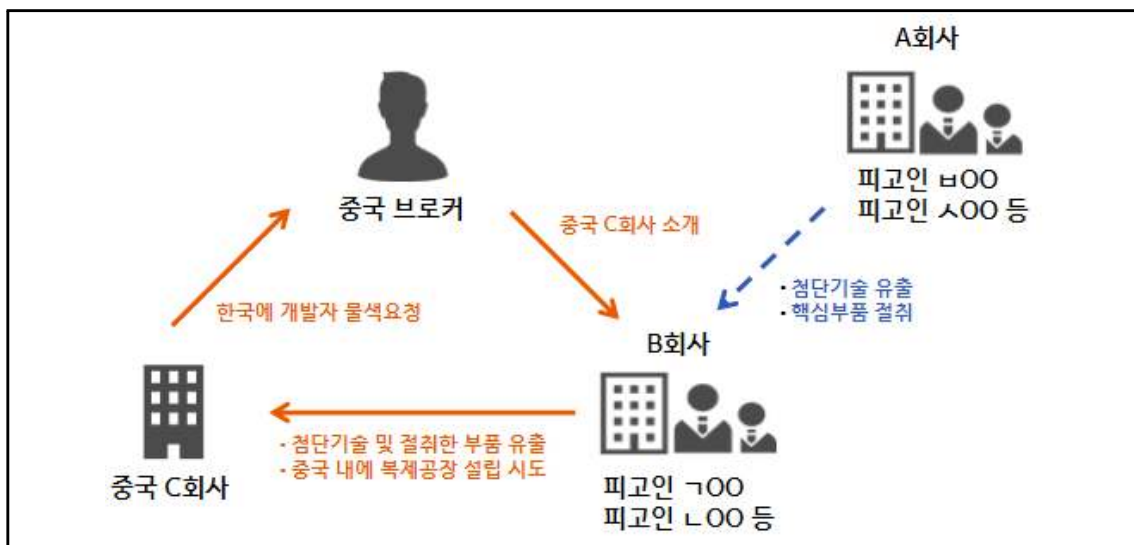 A회사
피고인 ㅂOO
피고인 ㅅOO 등
중국 브로커
중국 C회사 소개
· 첨단기술 유출
· 핵심부품 절취
한국에 개발자 물색요청
B회사
- 첨단기술 및 절취한 부품 유출
- 중국 내에 복제공장 설립 시도
중국 C회사
피고인 ㄱOO
피고인 ㄴOO 등